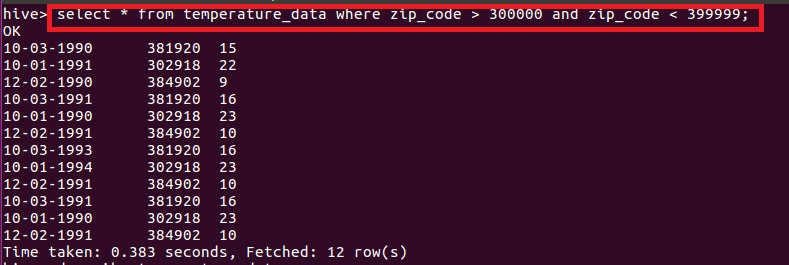 hive> select * from temperature_data where zip_code > 300000 and zip_code < 399999;
OK
10-03-1990 381920 15
10-01-1991 302918 22
12-02-1990 384902 9
10-03-1991 381920 16
10-01-1990 302918 23
12-02-1991 384902 10
10-03-1993 381920 16
10-01-1994 302918 23
12-02-1991 384902 10
10-03-1991 381920 16
10-01-1990 302918 23
12-02-1991 384902 10
Time taken: 0.383 seconds, Fetched: 12 row(s)